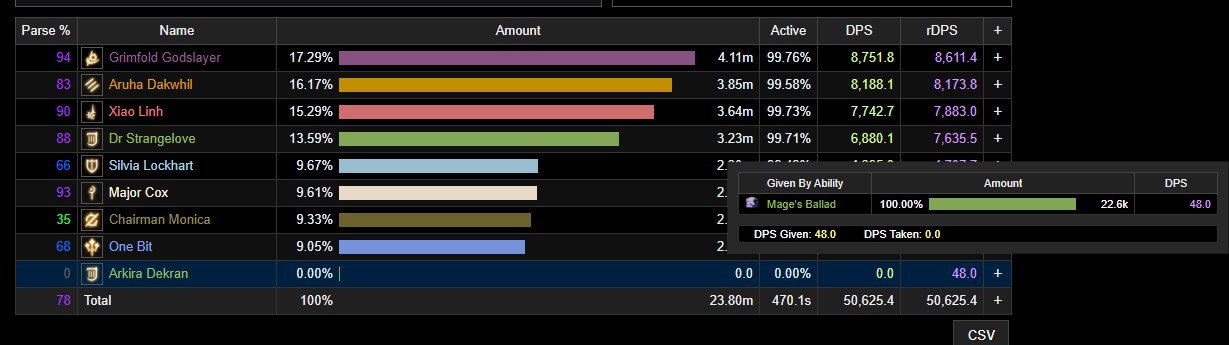 Parse % Name Amount Active DPS rDPS +
94 Grimfold Godslayer 17.29% 4.11m 99.76% 8,751.8 8,611.4 +
83 Aruha Dakwhil 16.17% 3.85m 99.58% 8,188.1 8,173.8 +
90 Xiao Linh 15.29% 3.64m 99.73% 7,742.7 7,883.0 +
88 Dr Strangelove 13.59% 3.23m 99.71% 6,880.1 7,635.5 +
66 Silvia Lockhart 9.67%
93 Major Cox 9.61% 2.
35 Chairman Monica 9.33% 2.
68 One Bit 9.05% 2.
Given By Ability Amount DPS
Mage's Ballad 100.00% 22.6k 48.0
DPS Given: 48.0 DPS Taken: 0.0
0 Arkira Dekran 0.00% 0.0 0.00% 0.0 48.0 +
78 Total 100% 23.80m 470.1s 50,625.4 50,625.4 +
CSV